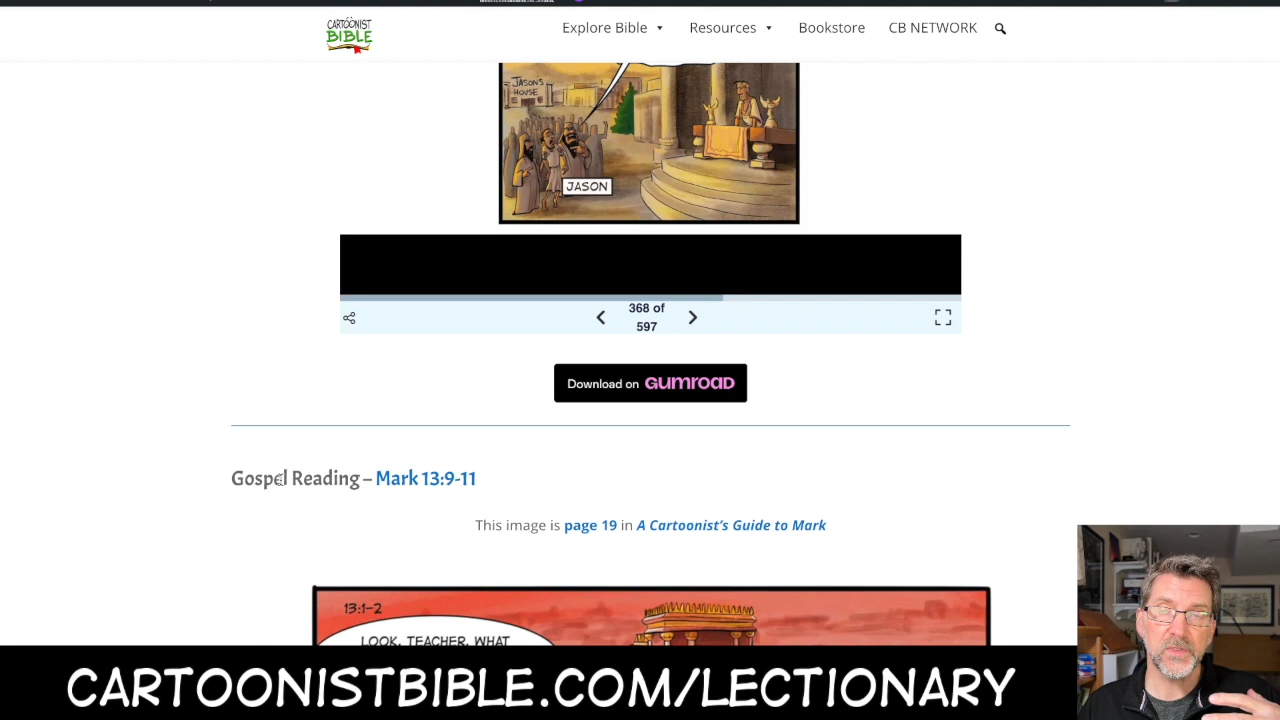 CARTOONIST
BIBLE
Explore Bible
Resources
Bookstore
CB NETWORK
JASON'S
HOUSE
JASON
368 of
597
Download on GUMROAD
Gospel Reading – Mark 13:9-11
This image is page 19 in A Cartoonist's Guide to Mark
13:1-2
LOOK, TEACHER. WHAT
CARTOONISTBIBLE.COM/LECTIONARY